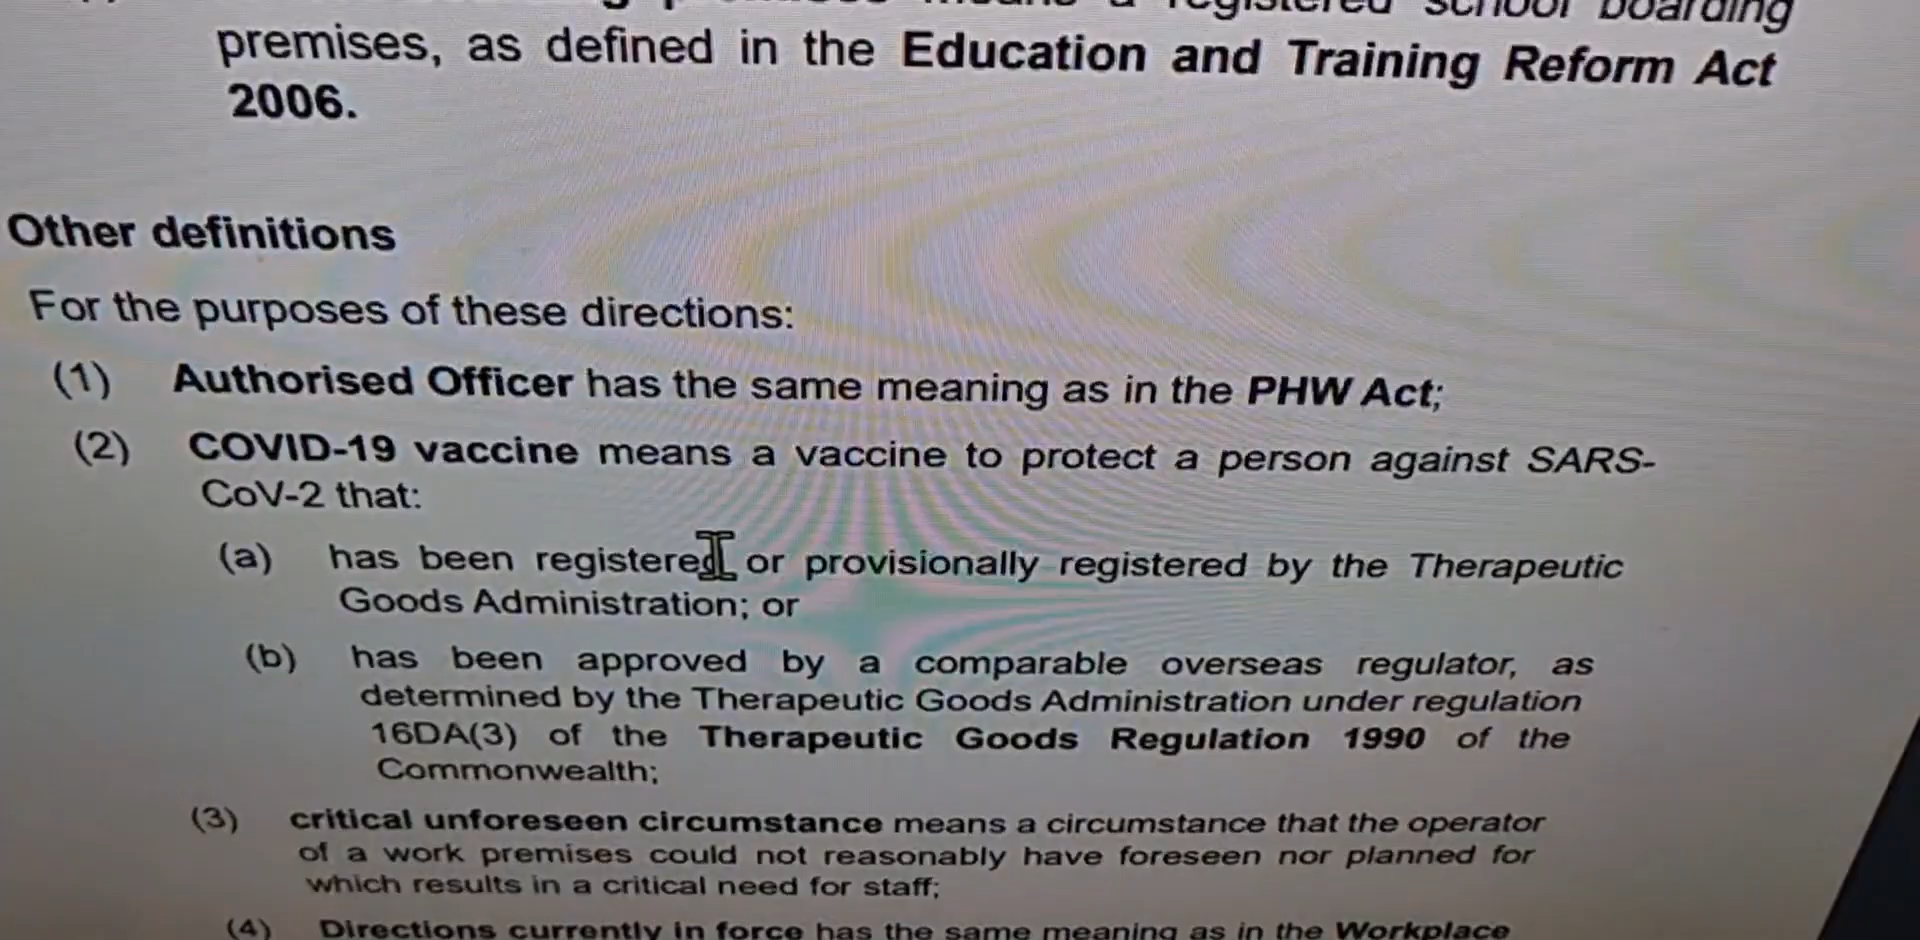 means a registered school boarding
premises, as defined in the Education and Training Reform Act
2006.
Other definitions
For the purposes of these directions:
(1) Authorised Officer has the same meaning as in the PHW Act;
(2) COVID-19 vaccine means a vaccine to protect a person against SARS-
CoV-2 that:
(a) has been registered or provisionally registered by the Therapeutic
Goods Administration; or
(b) has been approved by a comparable overseas regulator, as
determined by the Therapeutic Goods Administration under regulation
16DA(3) of the Therapeutic Goods Regulation 1990 of the
Commonwealth;
(3) critical unforeseen circumstance means a circumstance that the operator
of a work premises could not reasonably have foreseen nor planned for
which results in a critical need for staff;
(4) Directions currently in force has the same meaning as in the Workplace